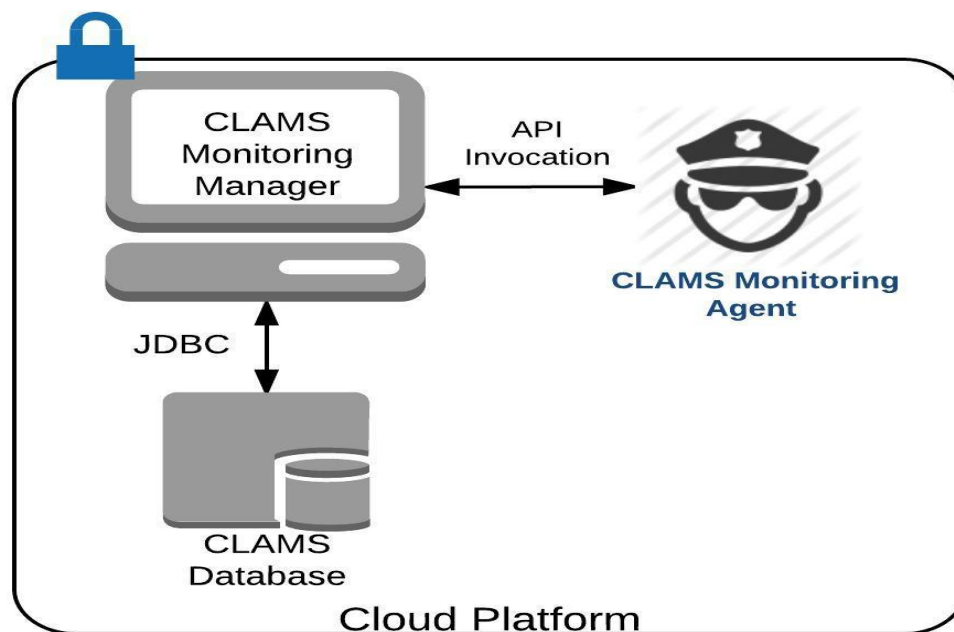 CLAMS
Monitoring
Manager
API
Invocation
CLAMS Monitoring
Agent
JDBC
CLAMS
Database
Cloud Platform